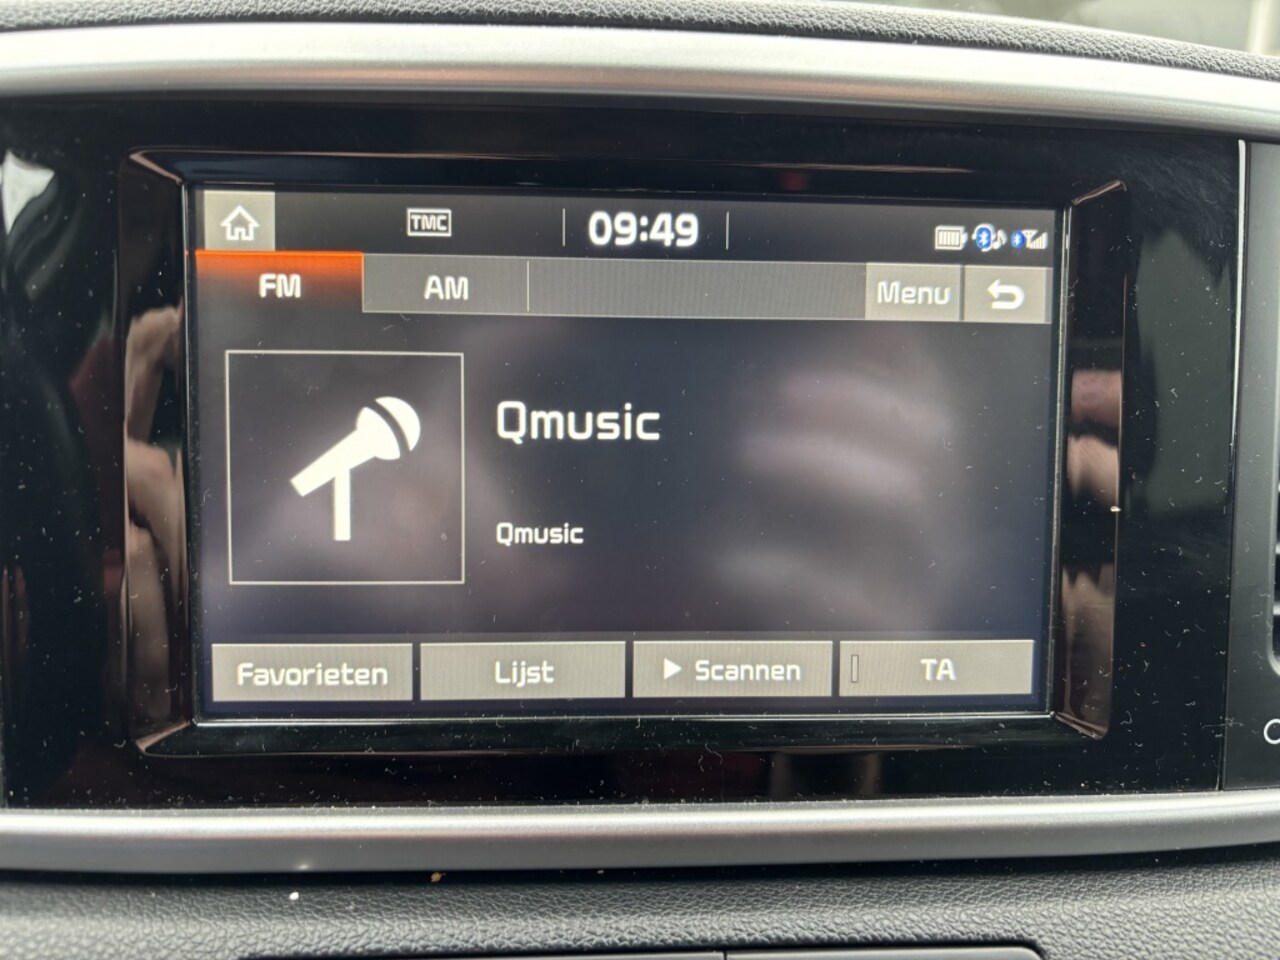 TMC
09:49
FM
AM
Menu
Qmusic
Qmusic
Favorieten
Lijst
Scannen
TA